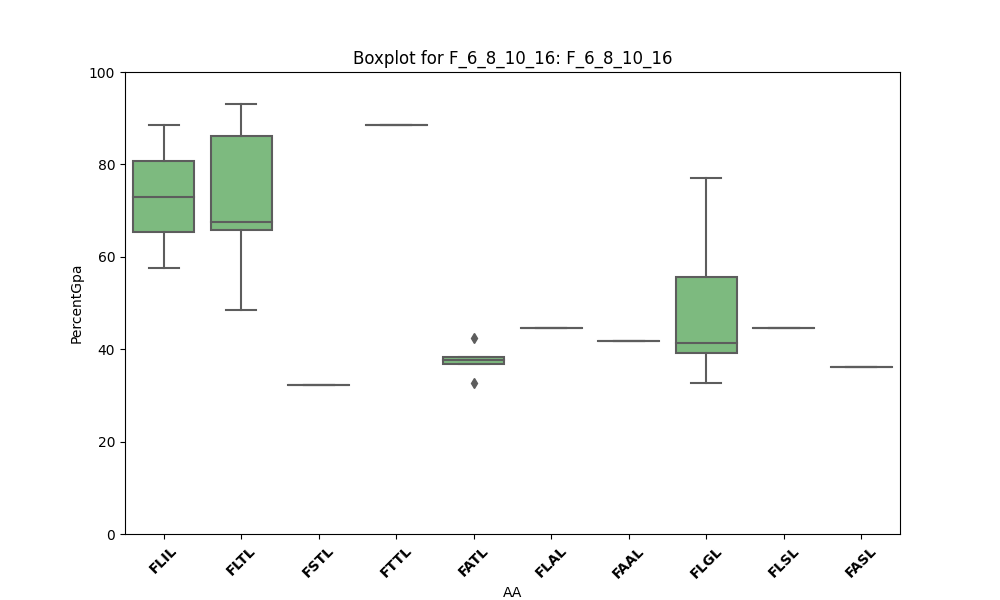 Boxplot for F_6_8_10_16: F_6_8_10_16
100
80
60
40
20
0
PercentGpa
FLIL
FLTL
FSTL
FTTL
FATL
FLAL
FAAL
FLGL
FLSL
FASL
AA